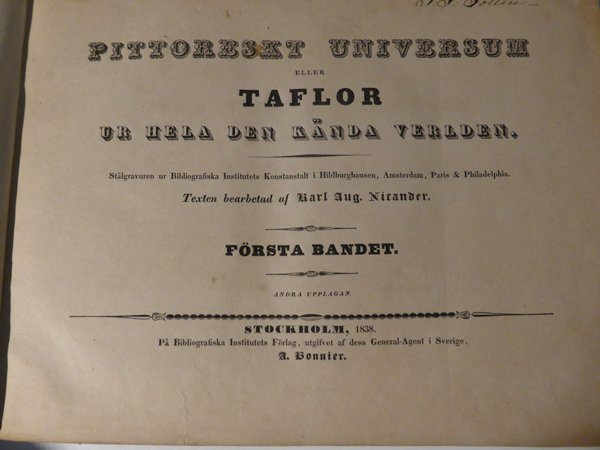 PITTORESKT UNIVERSUM
ELLER
TAFLOR
UR HELA DEN KÄNDA VERLDEN.
Stålgravuren ur Bibliografiska Institutets Konstanstalt i Hildburghausen, Amsterdam, Paris & Philadelphia.
Texten bearbetad af Karl Aug. Nicander.
FÖRSTA BANDET.
ANDRA UPPLAGAN.
STOCKHOLM, 1838.
På Bibliografiska Institutets Förlag, utgifvet af dess General-Agent i Sverige,
A. Bonnier.